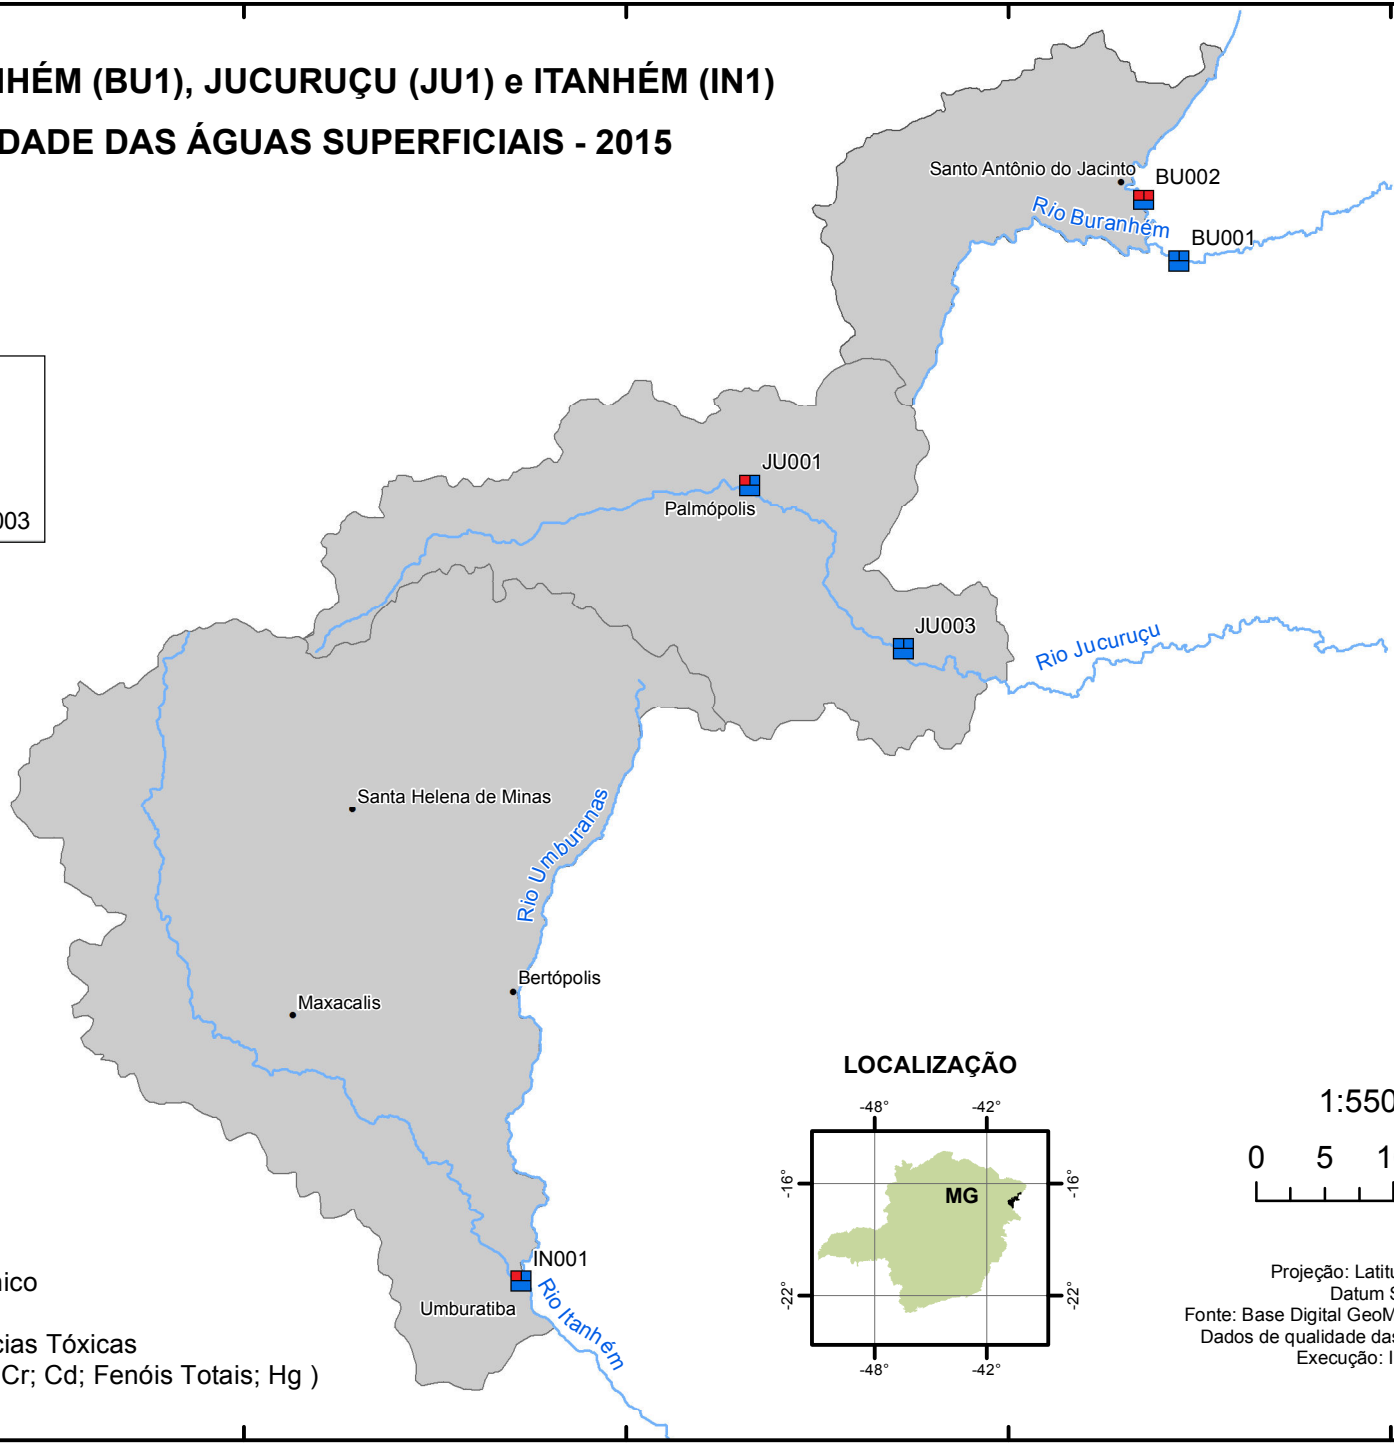 HÉM (BU1), JUCURUÇU (JU1) e ITANHÉM (IN1)
DADE DAS ÁGUAS SUPERFICIAIS - 2015
Santo Antônio do Jacinto
BU002
Rio Buranhém
BU001
JU001
Palmópolis
003
JU003
Rio Jucuruçu
Santa Helena de Minas
Rio Umburanas
Bertópolis
Maxacalis
LOCALIZAÇÃO
-48° -42°
-16° MG -16°
-22° -22°
-48° -42°
1:550
0 5 1
IN001
Umburatiba
Rio Itanhém
nico
cias Tóxicas
Cr; Cd; Fenóis Totais; Hg )
Projeção: Latitu
Datum S
Fonte: Base Digital GeoM
Dados de qualidade das
Execução: I